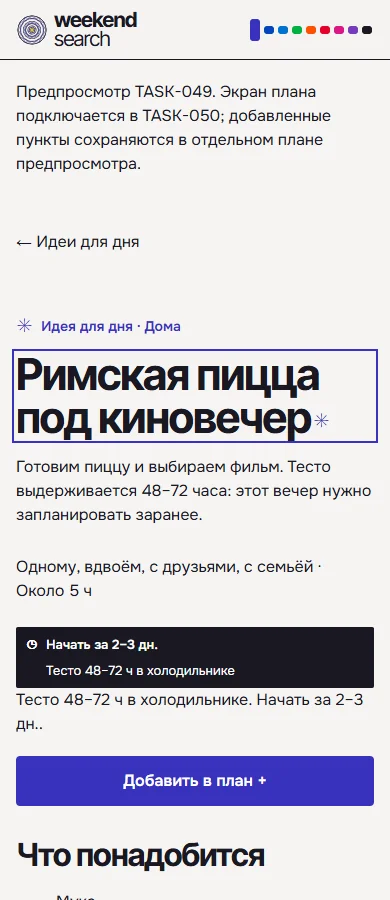 weekend
search
Предпросмотр TASK-049. Экран плана
подключается в TASK-050; добавленные
пункты сохраняются в отдельном плане
предпросмотра.
← Идеи для дня
Идея для дня · Дома
Римская пицца
под киновечер
Готовим пиццу и выбираем фильм. Тесто
выдерживается 48–72 часа: этот вечер нужно
запланировать заранее.
Одному, вдвоём, с друзьями, с семьёй ·
Около 5 ч
Начать за 2–3 дн.
Тесто 48–72 ч в холодильнике
Тесто 48–72 ч в холодильнике. Начать за 2–3
дн..
Добавить в план +
Что понадобится